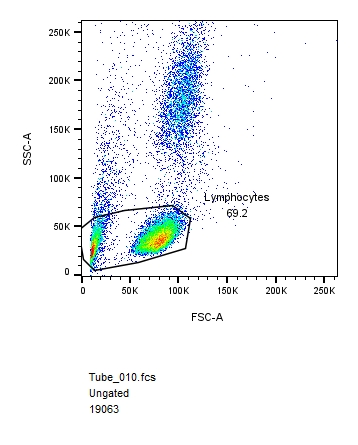 250K
200K
150K
100K
50K
0
SSC-A
Lymphocytes
69.2
0 50K 100K 150K 200K 250K
FSC-A
Tube_010.fcs
Ungated
19063